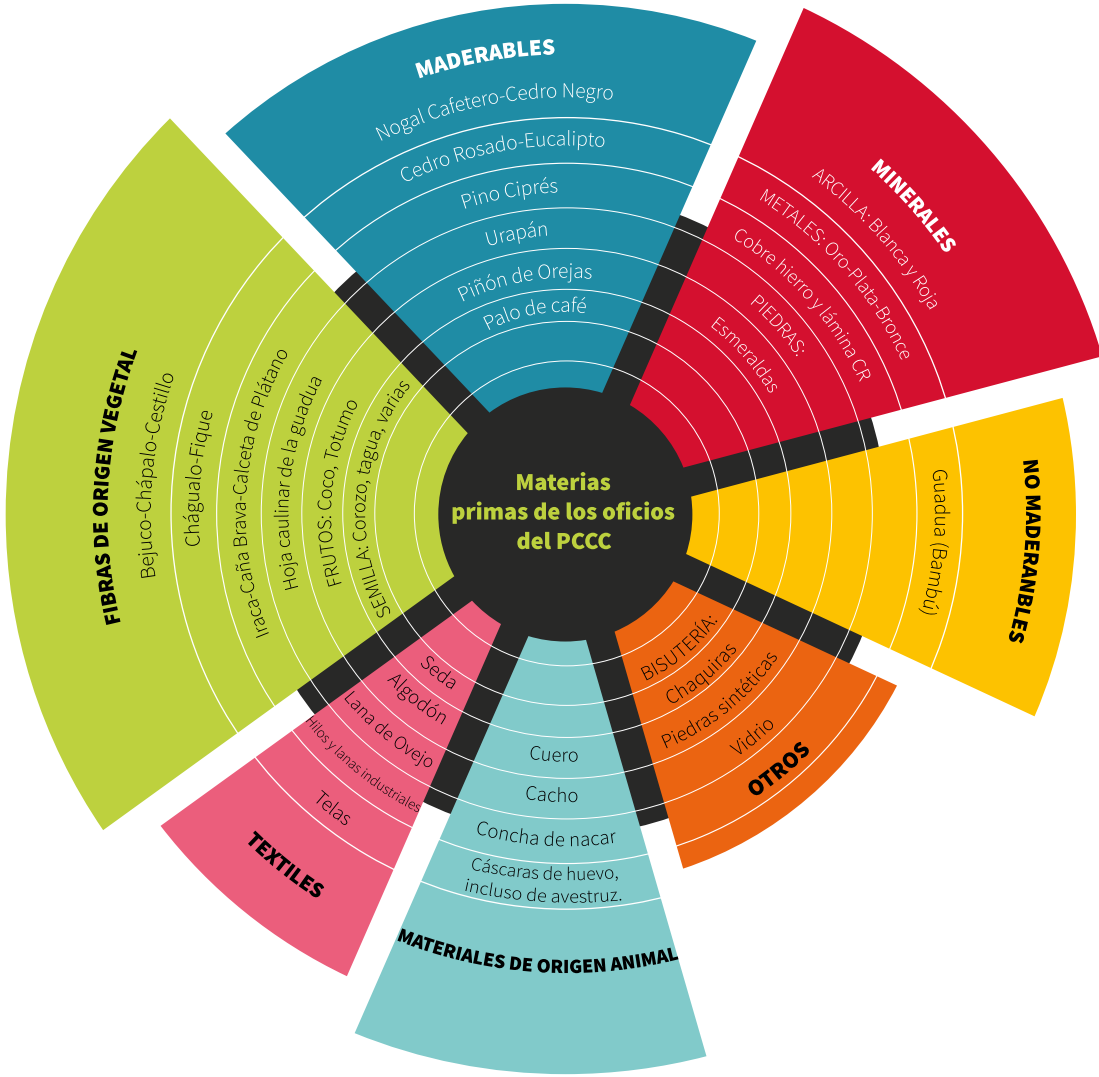 Materias
primas de los oficios
del PCCC
MADERABLES
Nogal Cafetero-Cedro Negro
Cedro Rosado-Eucalipto
Pino Ciprés
Urapán
Piñón de Orejas
Palo de café
MINERALES
ARCILLA: Blanca y Roja
METALES: Oro-Plata-Bronce
Cobre hierro y lámina CR
PIEDRAS:
Esmeraldas
NO MADERANBLES
Guadua (Bambú)
BISUTERÍA:
Chaquiras
Piedras sintéticas
Vidrio
OTROS
Cuero
Cacho
Concha de nacar
Cáscaras de huevo,
incluso de avestruz.
MATERIALES DE ORIGEN ANIMAL
Seda
Algodón
Lana de Ovejo
Hilos y lanas industriales
Telas
TEXTILES
FIBRAS DE ORIGEN VEGETAL
Bejuco-Chápalo-Cestillo
Chágualo-Fique
Iraca-Caña Brava-Calceta de Plátano
Hoja caulinar de la guadua
FRUTOS: Coco, Totumo
SEMILLA: Corozo, tagua, varias